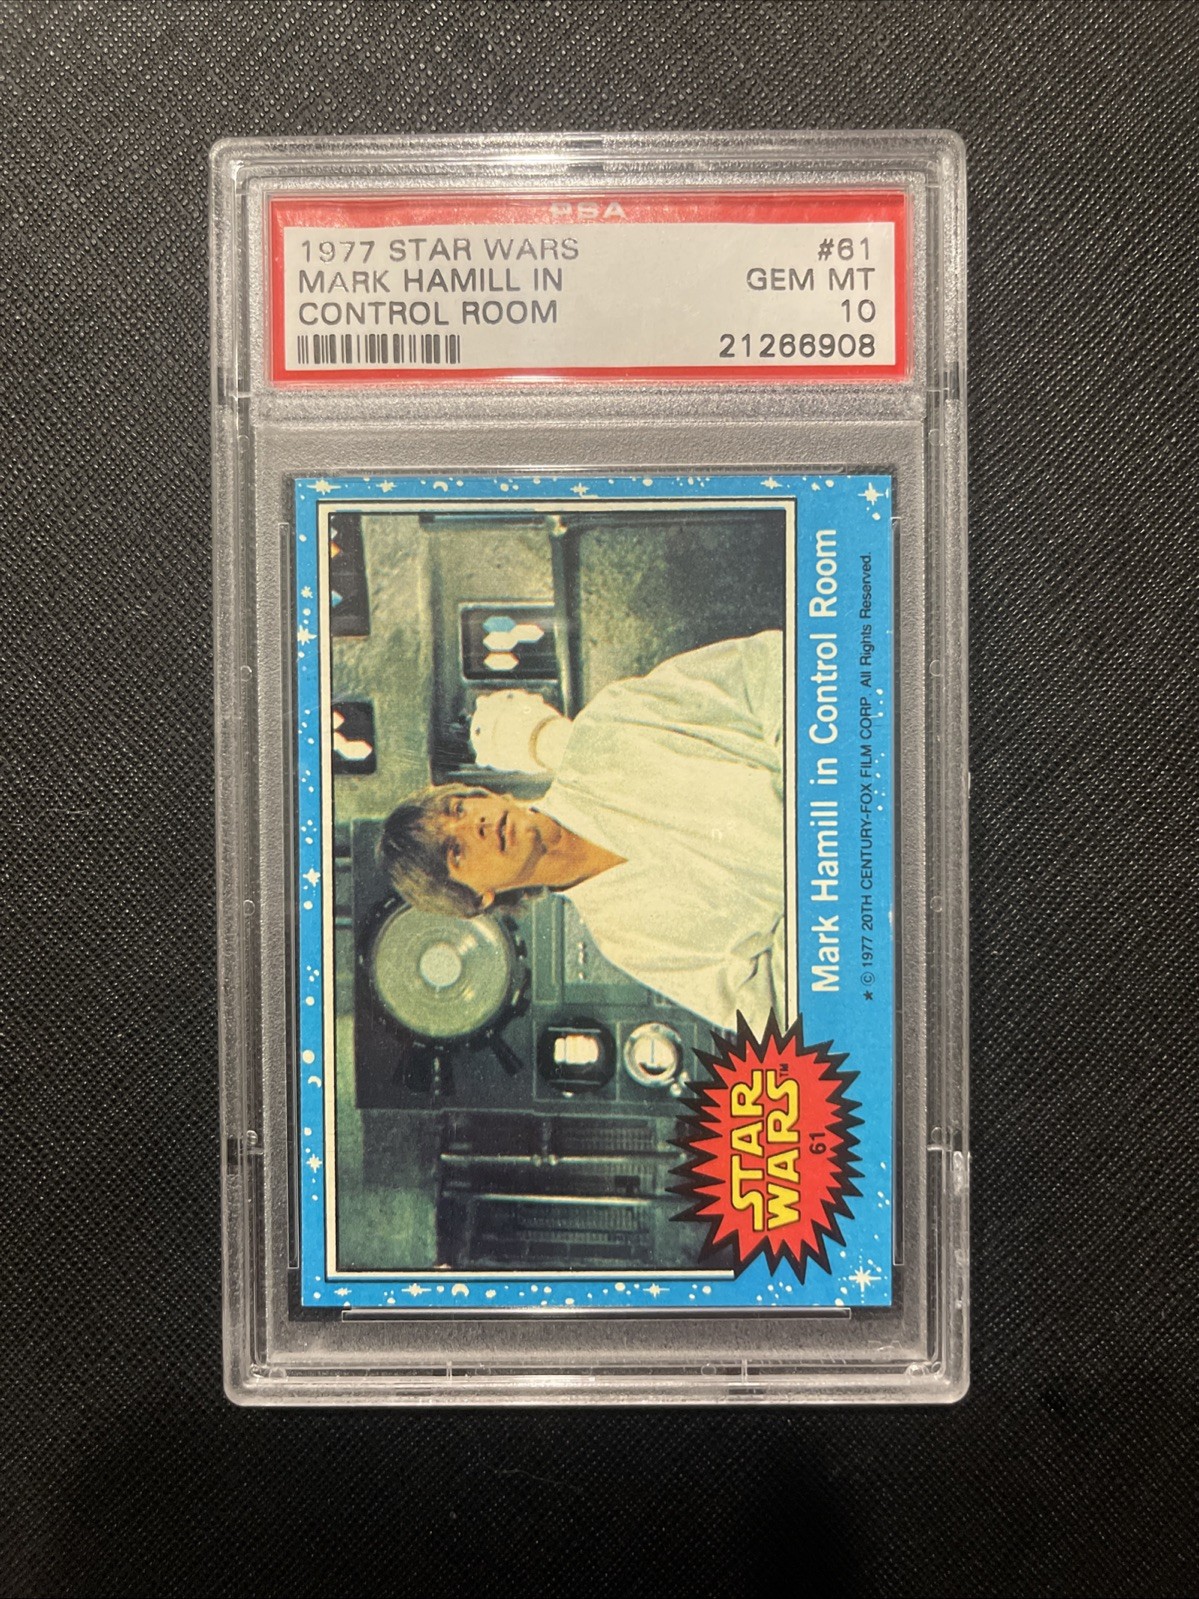 PSA
1977 STAR WARS #61
MARK HAMILL IN GEM MT
CONTROL ROOM 10
21266908
Mark Hamill in Control Room
★ © 1977 20TH CENTURY-FOX FILM CORP. All Rights Reserved.
STAR
WARS™
61